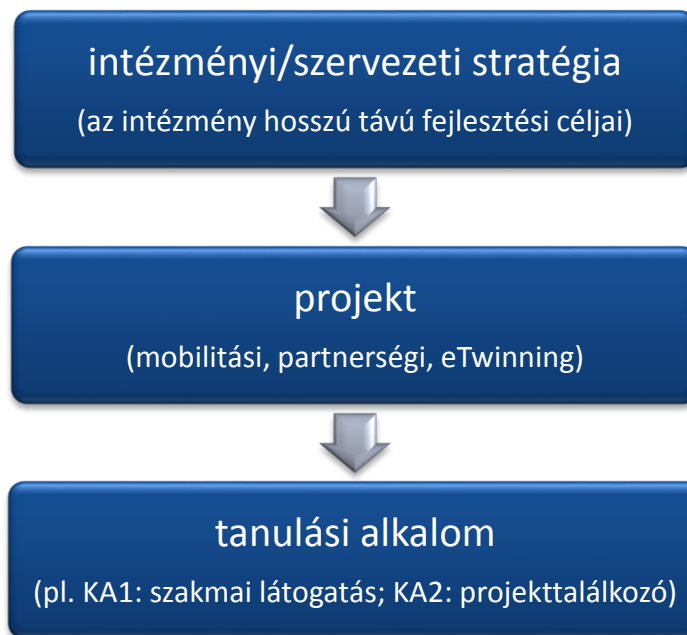 intézményi/szervezeti stratégia
(az intézmény hosszú távú fejlesztési céljai)
projekt
(mobilitási, partnerségi, eTwinning)
tanulási alkalom
(pl. KA1: szakmai látogatás; KA2: projekttalálkozó)